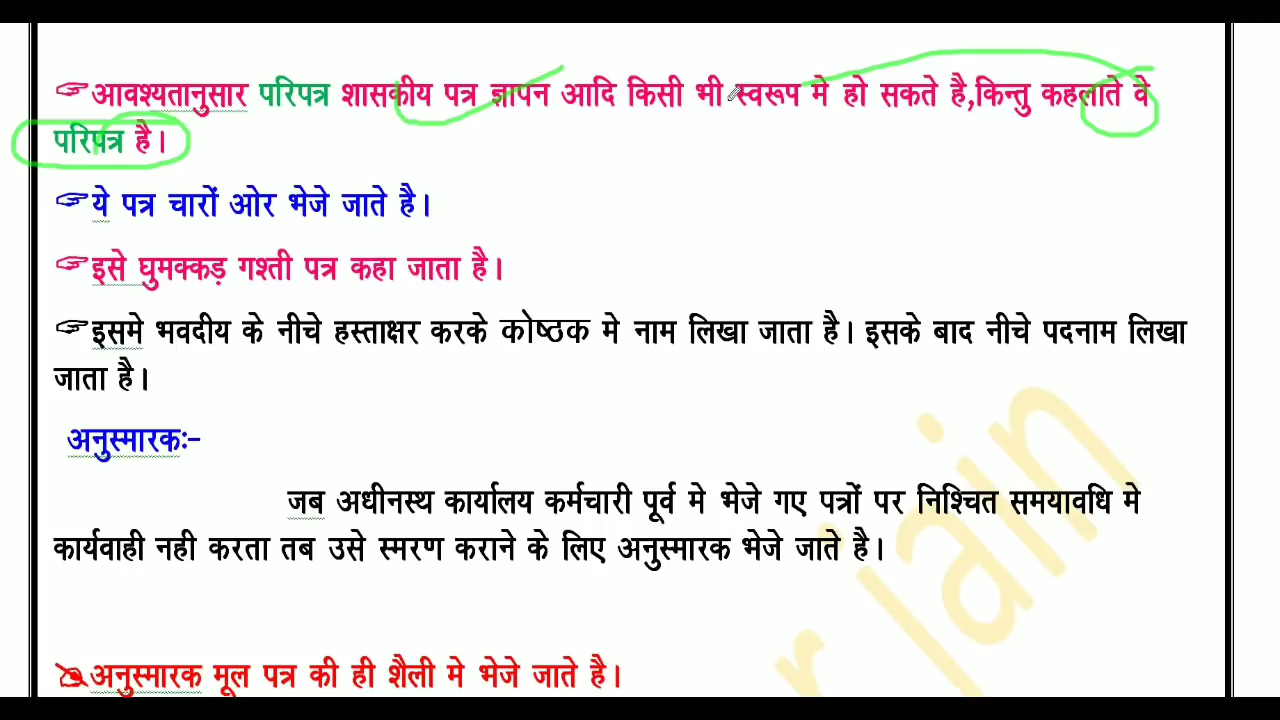 ☞आवश्यतानुसार परिपत्र शासकीय पत्र ज्ञापन आदि किसी भी स्वरूप मे हो सकते है,किन्तु कहलाते वे
परिपत्र है।
☞ये पत्र चारों ओर भेजे जाते है।
☞इसे घुमक्कड़ गश्ती पत्र कहा जाता है।
☞इसमे भवदीय के नीचे हस्ताक्षर करके कोष्ठक मे नाम लिखा जाता है। इसके बाद नीचे पदनाम लिखा
जाता है।
अनुस्मारकः-
जब अधीनस्थ कार्यालय कर्मचारी पूर्व मे भेजे गए पत्रों पर निश्चित समयावधि मे
कार्यवाही नही करता तब उसे स्मरण कराने के लिए अनुस्मारक भेजे जाते है।
अनुस्मारक मूल पत्र की ही शैली मे भेजे जाते है।
r Jain